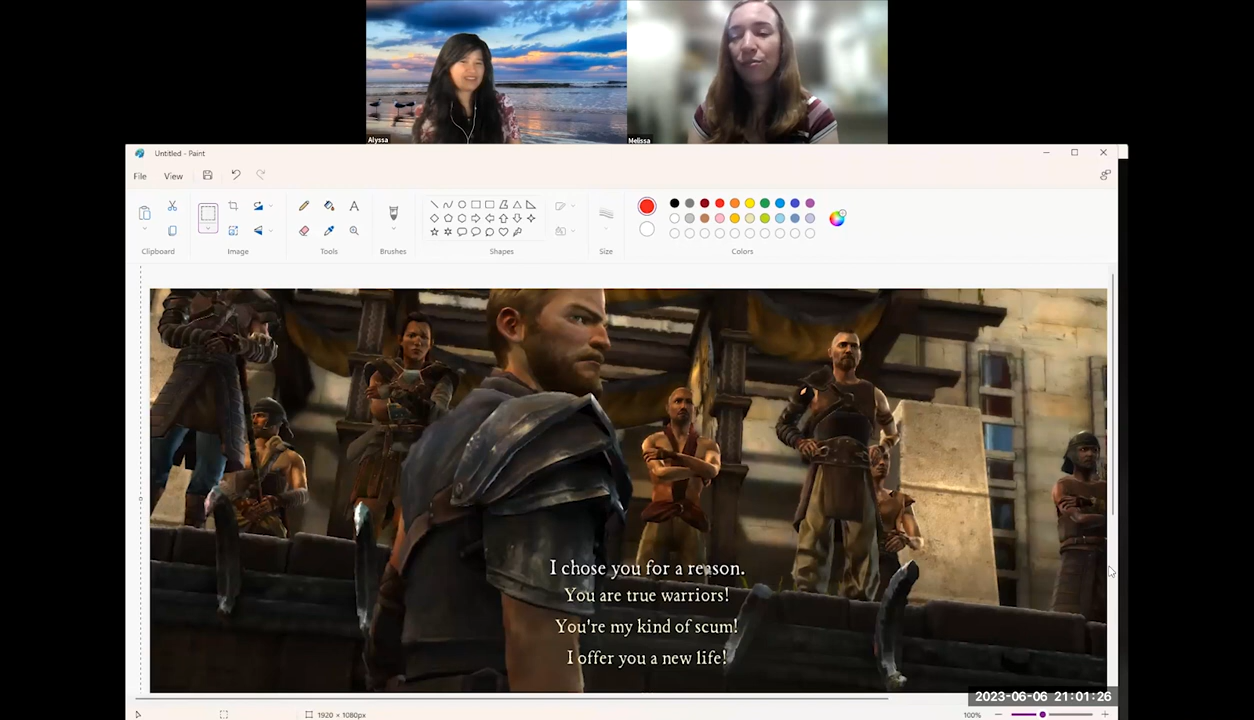 Alyssa
Melissa
Untitled - Paint
File
View
Clipboard
Image
Tools
Brushes
Shapes
Size
Colors
A
I chose you for a reason.
You are true warriors!
You're my kind of scum!
I offer you a new life!
2023-06-06 21:01:26
1920 × 1080px
100%